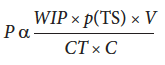 P α WIP × p(TS) × V / CT × C